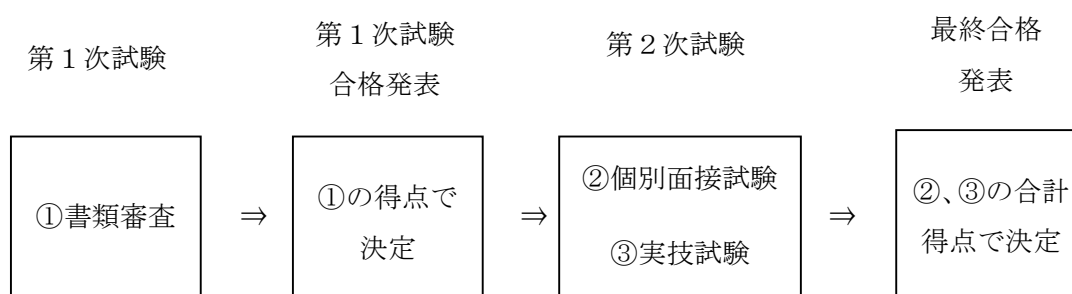 第１次試験
第１次試験
合格発表
第２次試験
最終合格
発表
①書類審査
⇒
①の得点で
決定
⇒
②個別面接試験
③実技試験
⇒
②、③の合計
得点で決定